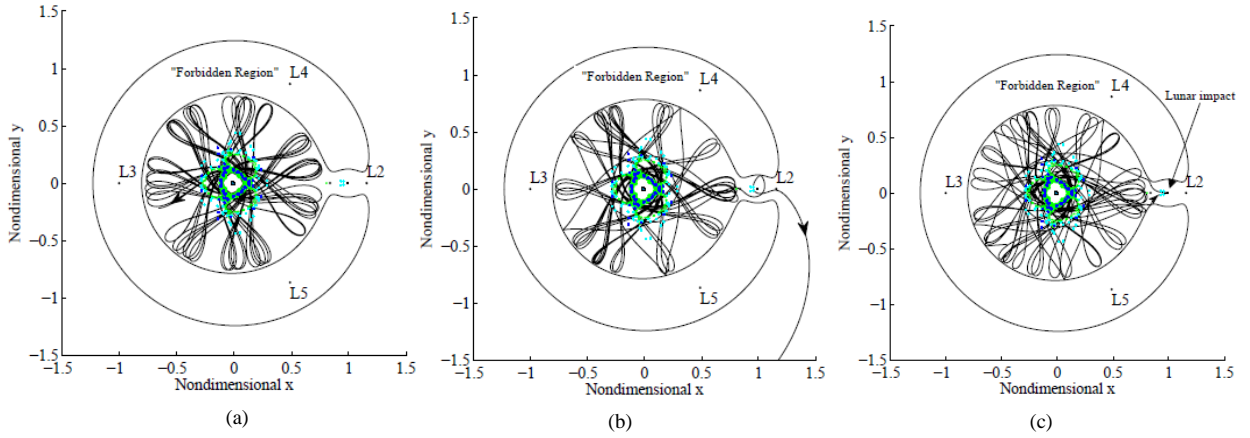 1.5
1
0.5
0
−0.5
−1
−1.5
Nondimensional y
"Forbidden Region"
L4
L3
L2
L5
−1.5 −1 −0.5 0 0.5 1 1.5
Nondimensional x
(a)
1.5
1
0.5
0
−0.5
−1
−1.5
Nondimensional y
"Forbidden Region"
L4
L3
L2
L5
−1.5 −1 −0.5 0 0.5 1 1.5
Nondimensional x
(b)
1.5
1
0.5
0
−0.5
−1
−1.5
Nondimensional y
"Forbidden Region"
L4
Lunar impact
L3
L2
L5
−1.5 −1 −0.5 0 0.5 1 1.5
Nondimensional x
(c)